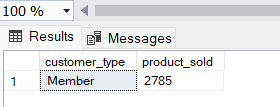 100 %
Results Messages
customer_type product_sold
1 Member 2785